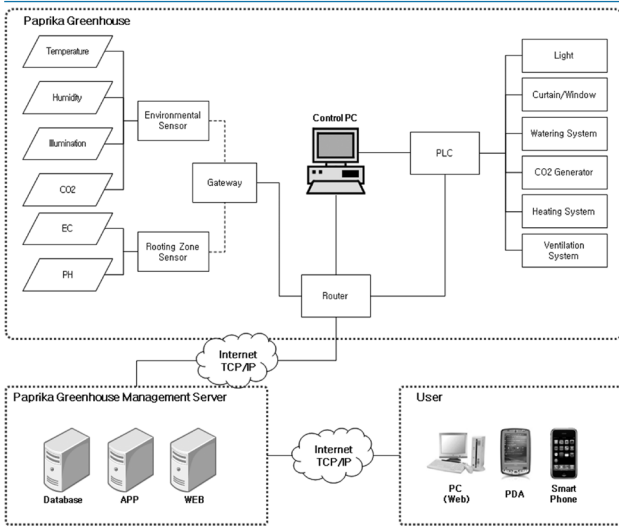 Paprika Greenhouse
Temperature
Humidity
Illumination
CO2
EC
PH
Environmental
Sensor
Rooting Zone
Sensor
Gateway
Control PC
Router
PLC
Light
Curtain/Window
Watering System
CO2 Generator
Heating System
Ventilation
System
Internet
TCP/IP
Paprika Greenhouse Management Server
Database
APP
WEB
Internet
TCP/IP
User
PC
(Web)
PDA
Smart
Phone